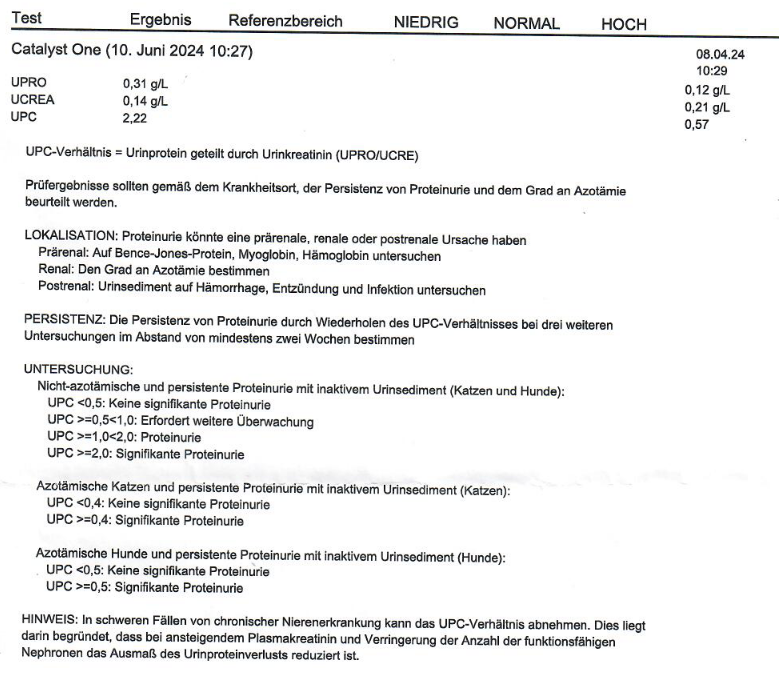 Test Ergebnis Referenzbereich NIEDRIG NORMAL HOCH
Catalyst One (10. Juni 2024 10:27) 08.04.24
10:29
UPRO 0,31 g/L 0,12 g/L
UCREA 0,14 g/L 0,21 g/L
UPC 2,22 0,57
UPC-Verhältnis = Urinprotein geteilt durch Urinkreatinin (UPRO/UCRE)
Prüfergebnisse sollten gemäß dem Krankheitsort, der Persistenz von Proteinurie und dem Grad an Azotämie
beurteilt werden.
LOKALISATION: Proteinurie könnte eine prärenale, renale oder postrenale Ursache haben
Prärenal: Auf Bence-Jones-Protein, Myoglobin, Hämoglobin untersuchen
Renal: Den Grad an Azotämie bestimmen
Postrenal: Urinsediment auf Hämorrhage, Entzündung und Infektion untersuchen
PERSISTENZ: Die Persistenz von Proteinurie durch Wiederholen des UPC-Verhältnisses bei drei weiteren
Untersuchungen im Abstand von mindestens zwei Wochen bestimmen
UNTERSUCHUNG:
Nicht-azotämische und persistente Proteinurie mit inaktivem Urinsediment (Katzen und Hunde):
UPC <0,5: Keine signifikante Proteinurie
UPC >=0,5<1,0: Erfordert weitere Überwachung
UPC >=1,0<2,0: Proteinurie
UPC >=2,0: Signifikante Proteinurie
Azotämische Katzen und persistente Proteinurie mit inaktivem Urinsediment (Katzen):
UPC <0,4: Keine signifikante Proteinurie
UPC >=0,4: Signifikante Proteinurie
Azotämische Hunde und persistente Proteinurie mit inaktivem Urinsediment (Hunde):
UPC <0,5: Keine signifikante Proteinurie
UPC >=0,5: Signifikante Proteinurie
HINWEIS: In schweren Fällen von chronischer Nierenerkrankung kann das UPC-Verhältnis abnehmen. Dies liegt
darin begründet, dass bei ansteigendem Plasmakreatinin und Verringerung der Anzahl der funktionsfähigen
Nephronen das Ausmaß des Urinproteinverlusts reduziert ist.